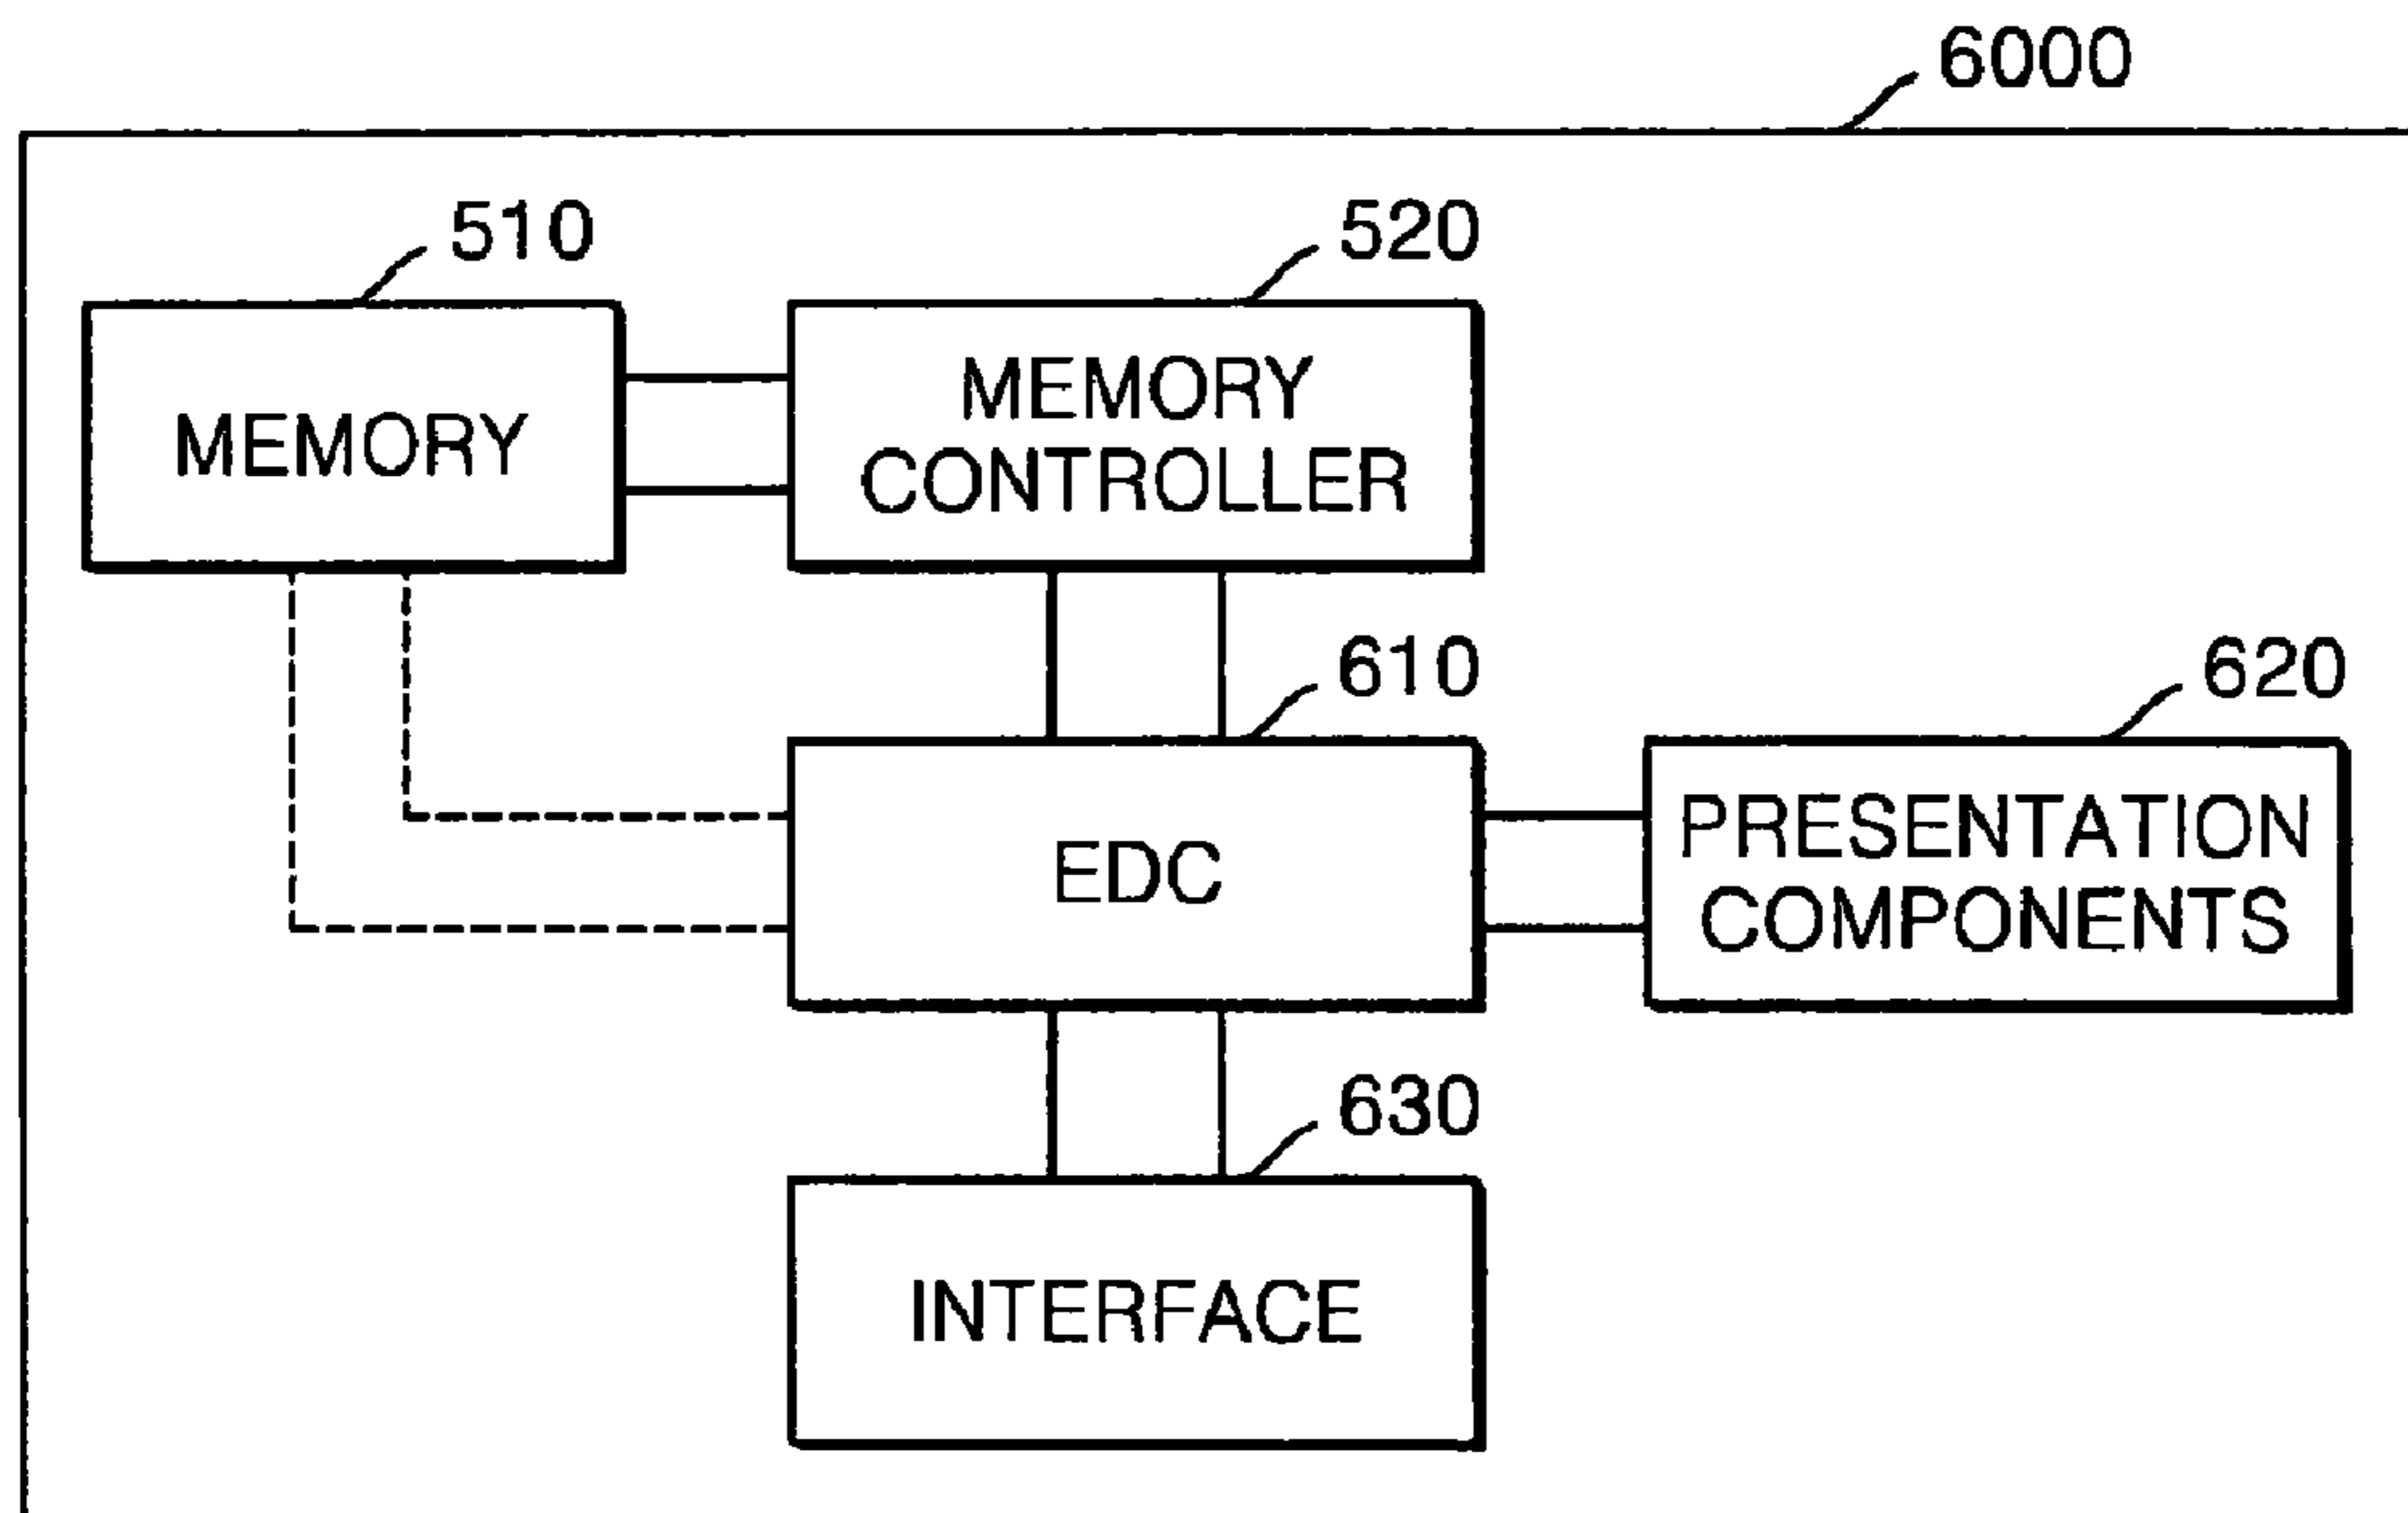 6000
510
520
MEMORY
MEMORY
CONTROLLER
610
620
EDC
PRESENTATION
COMPONENTS
630
INTERFACE